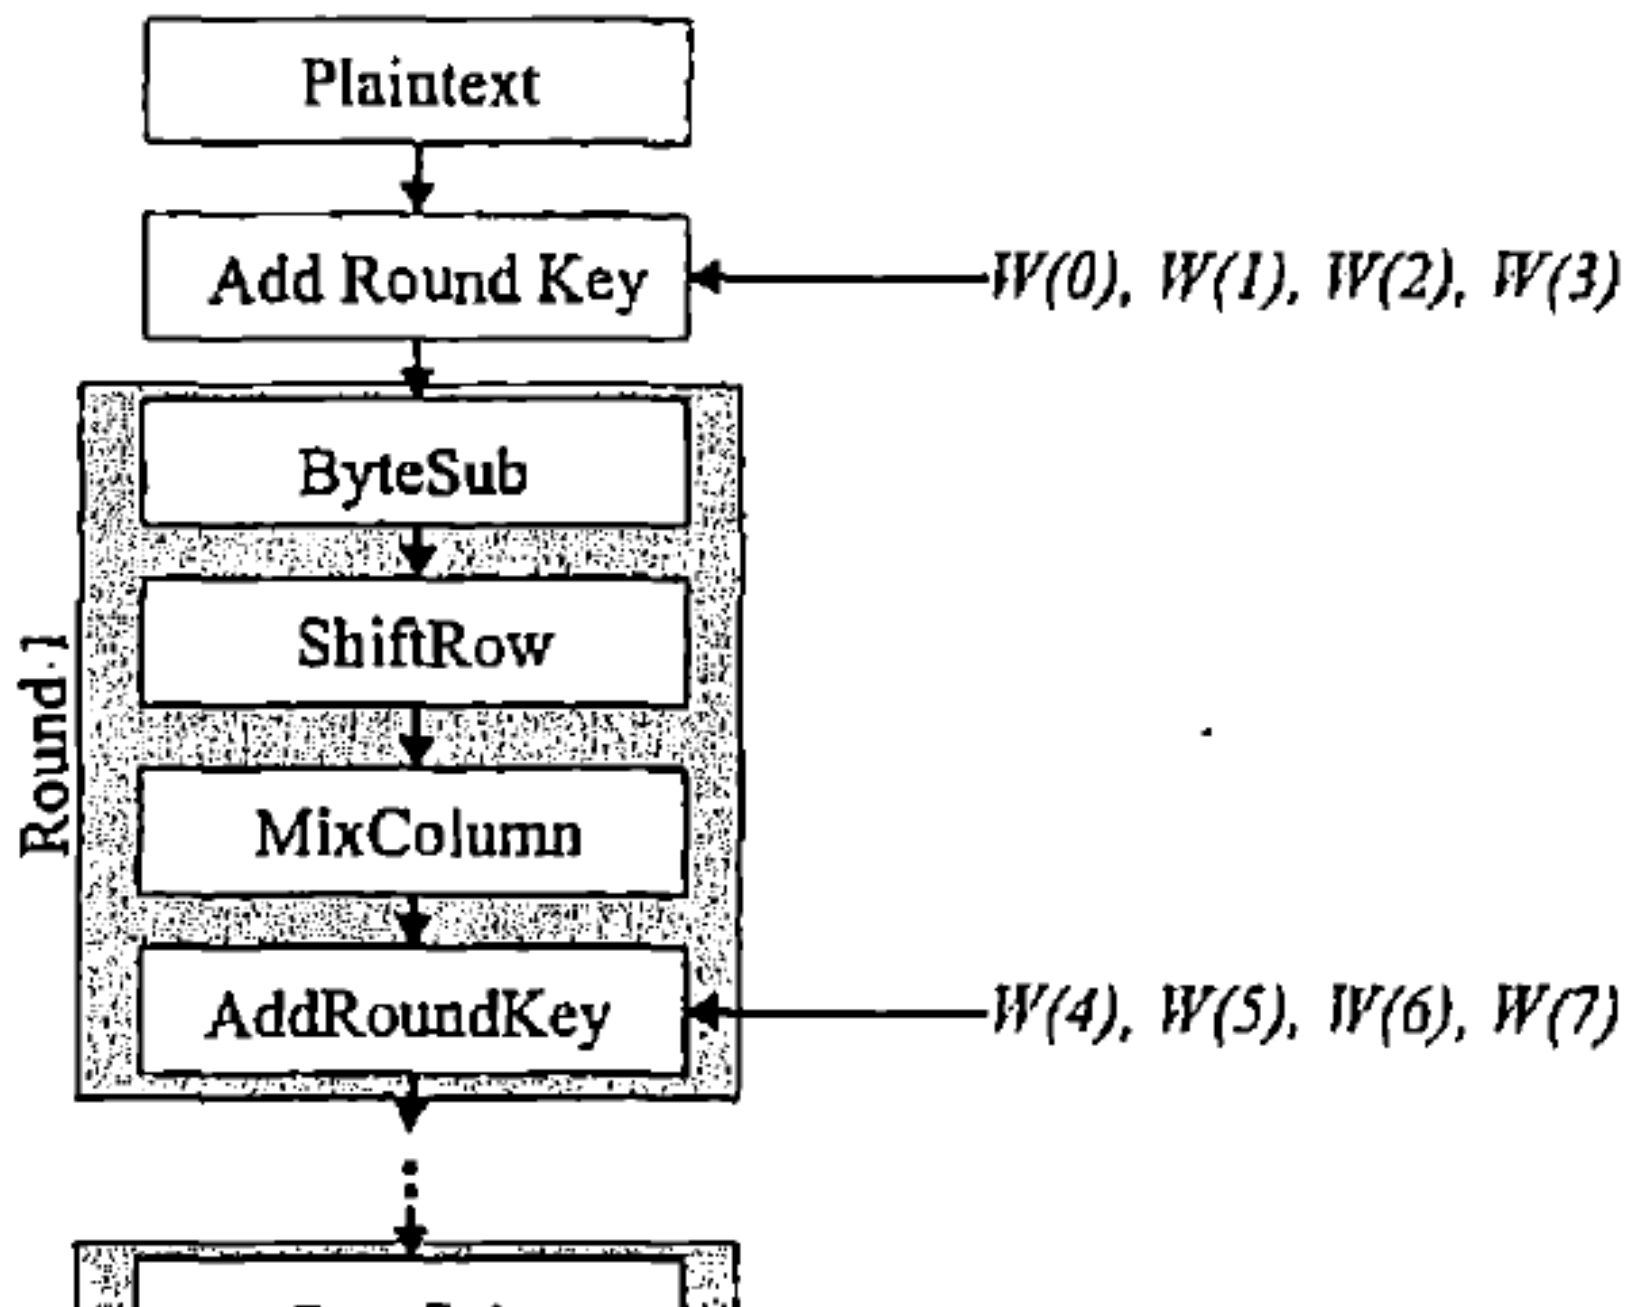 Plaintext
Add Round Key
W(0), W(1), W(2), W(3)
ByteSub
ShiftRow
Round 1
MixColumn
AddRoundKey
W(4), W(5), W(6), W(7)